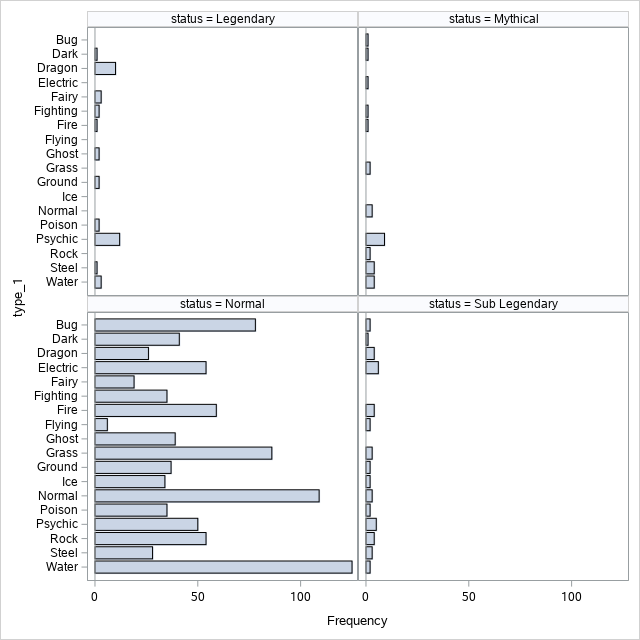 status = Legendary
status = Mythical
Bug
Dark
Dragon
Electric
Fairy
Fighting
Fire
Flying
Ghost
Grass
Ground
Ice
Normal
Poison
Psychic
Rock
Steel
Water
type_1
status = Normal
status = Sub Legendary
Bug
Dark
Dragon
Electric
Fairy
Fighting
Fire
Flying
Ghost
Grass
Ground
Ice
Normal
Poison
Psychic
Rock
Steel
Water
0 50 100
0 50 100
Frequency